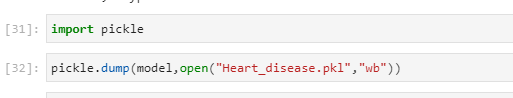 [31]: import pickle
[32]: pickle.dump(model,open("Heart_disease.pkl","wb"))